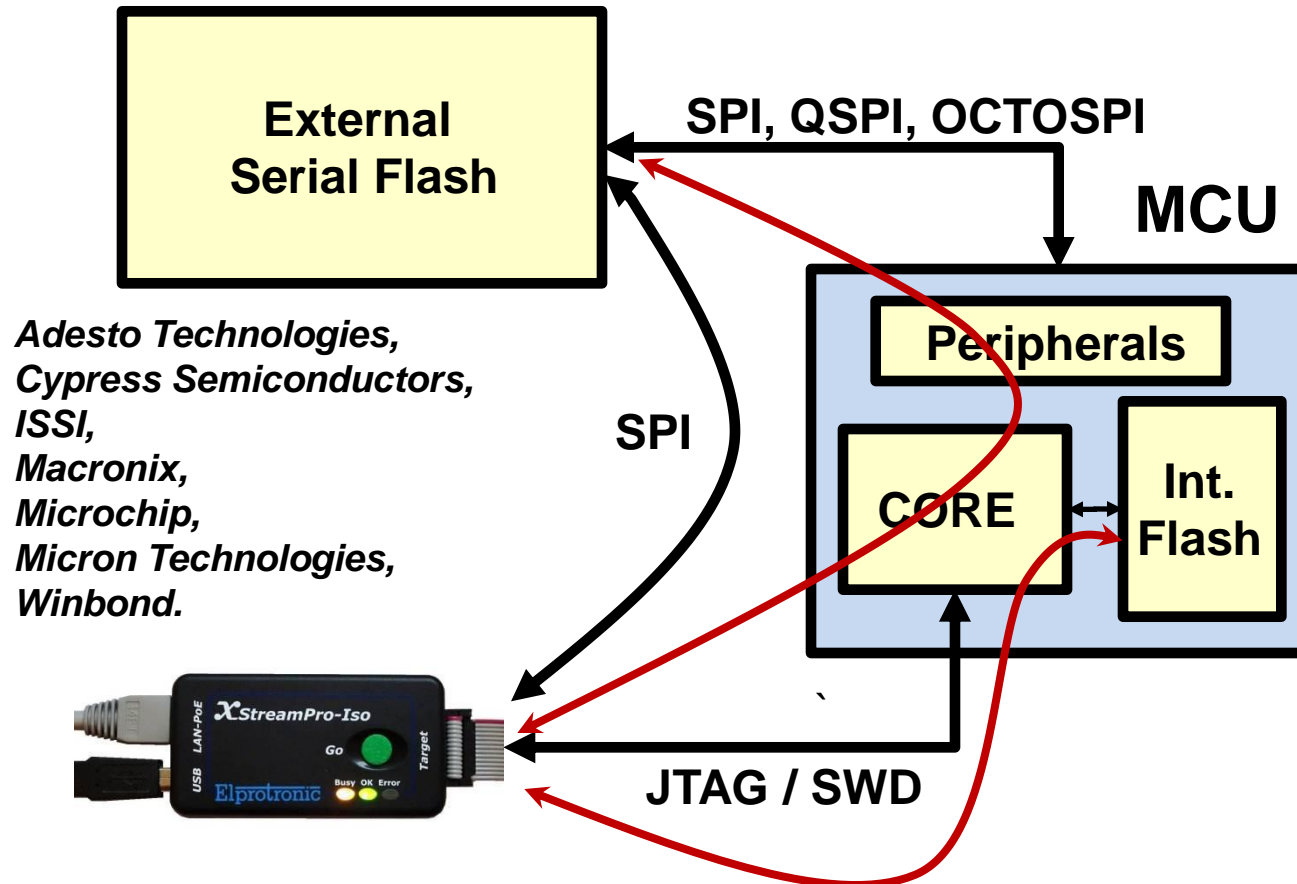 External
Serial Flash
SPI, QSPI, OCTOSPI
MCU
Peripherals
CORE
Int.
Flash
Adesto Technologies,
Cypress Semiconductors,
ISSI,
Macronix,
Microchip,
Micron Technologies,
Winbond.
SPI
`
JTAG / SWD
USB LAN-PoE
XStreamPro-Iso
Go
Target
Busy OK Error
Elprotronic